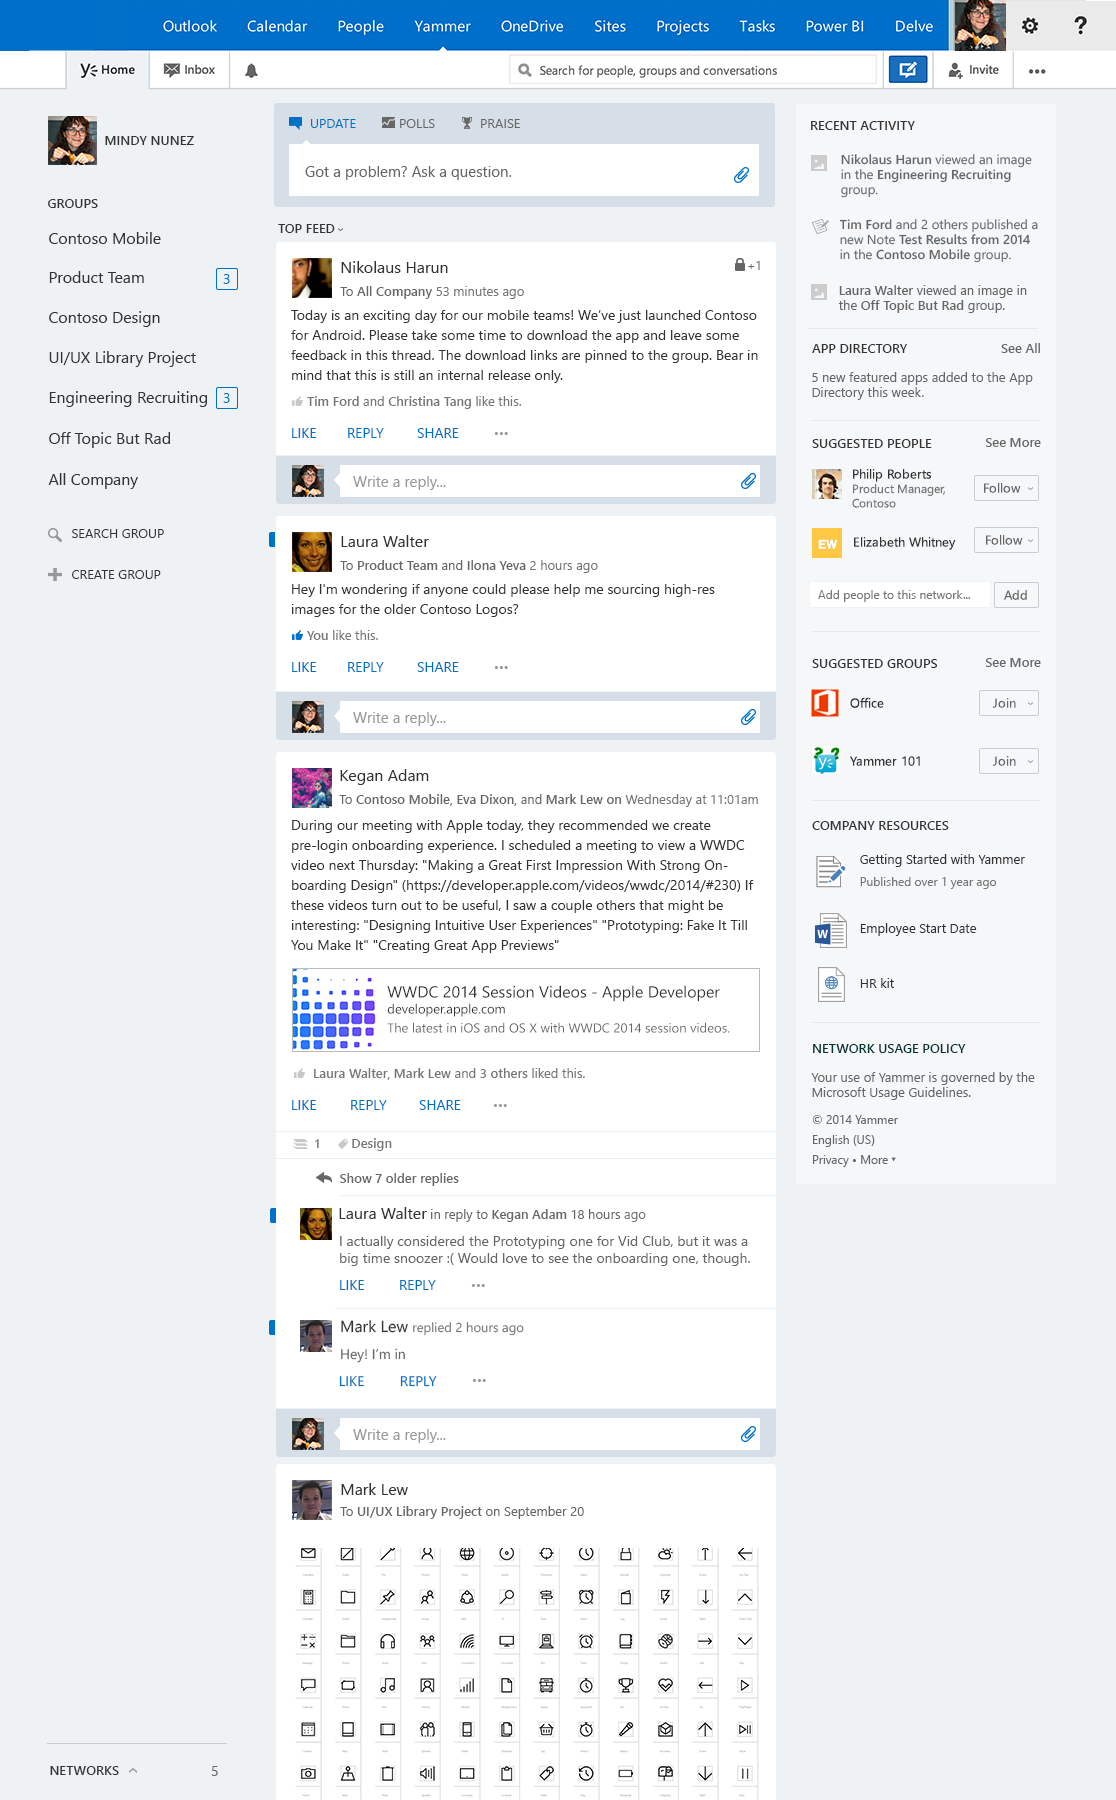 Outlook Calendar People Yammer OneDrive Sites Projects Tasks Power BI Delve ?
Home Inbox Search for people, groups and conversations Invite
MINDY NUNEZ
GROUPS
Contoso Mobile
Product Team 3
Contoso Design
UI/UX Library Project
Engineering Recruiting 3
Off Topic But Rad
All Company
SEARCH GROUP
CREATE GROUP
NETWORKS 5
UPDATE POLLS PRAISE
Got a problem? Ask a question.
TOP FEED
Nikolaus Harun +1
To All Company 53 minutes ago
Today is an exciting day for our mobile teams! We've just launched Contoso
for Android. Please take some time to download the app and leave some
feedback in this thread. The download links are pinned to the group. Bear in
mind that this is still an internal release only.
Tim Ford and Christina Tang like this.
LIKE REPLY SHARE
Write a reply...
Laura Walter
To Product Team and Ilona Yeva 2 hours ago
Hey I'm wondering if anyone could please help me sourcing high-res
images for the older Contoso Logos?
You like this.
LIKE REPLY SHARE
Write a reply...
Kegan Adam
To Contoso Mobile, Eva Dixon, and Mark Lew on Wednesday at 11:01am
During our meeting with Apple today, they recommended we create
pre-login onboarding experience. I scheduled a meeting to view a WWDC
video next Thursday: "Making a Great First Impression With Strong On-
boarding Design" (https://developer.apple.com/videos/wwdc/2014/#230) If
these videos turn out to be useful, I saw a couple others that might be
interesting: "Designing Intuitive User Experiences" "Prototyping: Fake It Till
You Make It" "Creating Great App Previews"
WWDC 2014 Session Videos - Apple Developer
developer.apple.com
The latest in iOS and OS X with WWDC 2014 session videos.
Laura Walter, Mark Lew and 3 others liked this.
LIKE REPLY SHARE
1 Design
Show 7 older replies
Laura Walter in reply to Kegan Adam 18 hours ago
I actually considered the Prototyping one for Vid Club, but it was a
big time snoozer :( Would love to see the onboarding one, though.
LIKE REPLY
Mark Lew replied 2 hours ago
Hey! I'm in
LIKE REPLY
Write a reply...
Mark Lew
To UI/UX Library Project on September 20
RECENT ACTIVITY
Nikolaus Harun viewed an image
in the Engineering Recruiting
group.
Tim Ford and 2 others published a
new Note Test Results from 2014
in the Contoso Mobile group.
Laura Walter viewed an image in
the Off Topic But Rad group.
APP DIRECTORY See All
5 new featured apps added to the App
Directory this week.
SUGGESTED PEOPLE See More
Philip Roberts
Product Manager,
Contoso
Follow
EW Elizabeth Whitney Follow
Add people to this network... Add
SUGGESTED GROUPS See More
Office Join
Yammer 101 Join
COMPANY RESOURCES
Getting Started with Yammer
Published over 1 year ago
Employee Start Date
HR kit
NETWORK USAGE POLICY
Your use of Yammer is governed by the
Microsoft Usage Guidelines.
© 2014 Yammer
English (US)
Privacy • More